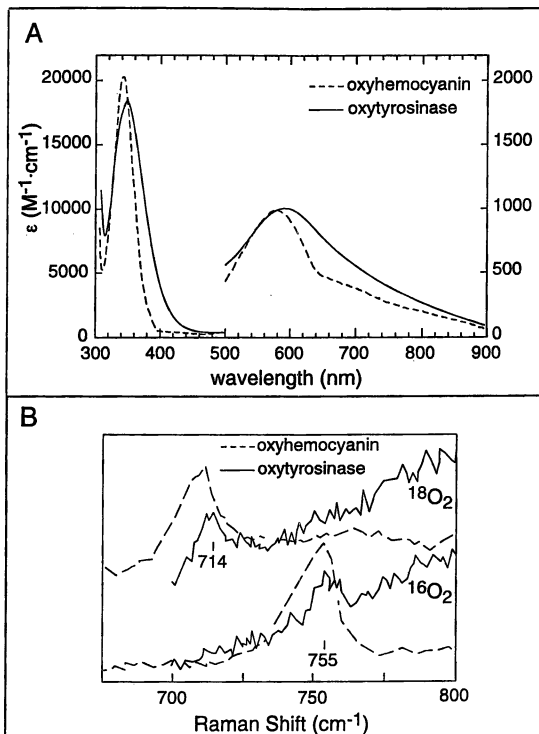 A
20000
15000
10000
5000
0
ε (M⁻¹·cm⁻¹)
oxyhemocyanin
oxytyrosinase
2000
1500
1000
500
0
300 400 500 600 700 800 900
wavelength (nm)
B
oxyhemocyanin
oxytyrosinase
¹⁸O₂
714
¹⁶O₂
755
700 750 800
Raman Shift (cm⁻¹)